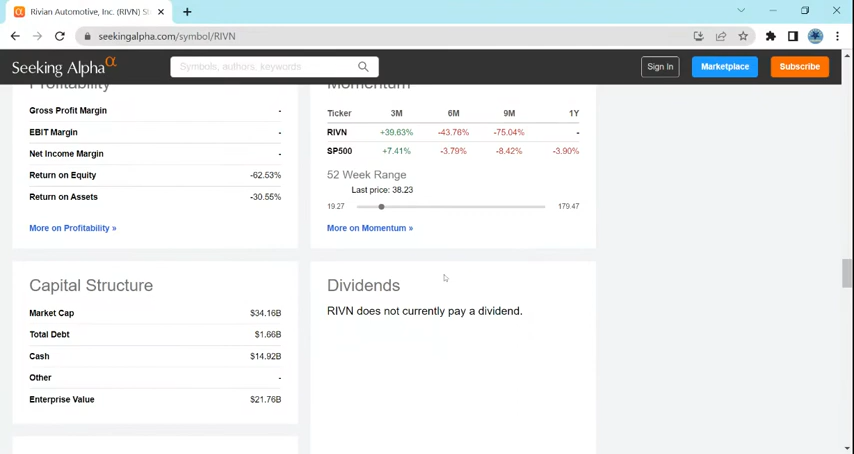 Rivian Automotive, Inc. (RIVN) St
seekingalpha.com/symbol/RIVN
Seeking Alpha α
Symbols, authors, keywords
Sign In
Marketplace
Subscribe
Profitability
Gross Profit Margin -
EBIT Margin -
Net Income Margin -
Return on Equity -62.53%
Return on Assets -30.55%
More on Profitability »
Momentum
Ticker 3M 6M 9M 1Y
RIVN +39.63% -43.76% -75.04% -
SP500 +7.41% -3.79% -8.42% -3.90%
52 Week Range
Last price: 38.23
19.27 179.47
More on Momentum »
Capital Structure
Market Cap $34.16B
Total Debt $1.66B
Cash $14.92B
Other -
Enterprise Value $21.76B
Dividends
RIVN does not currently pay a dividend.